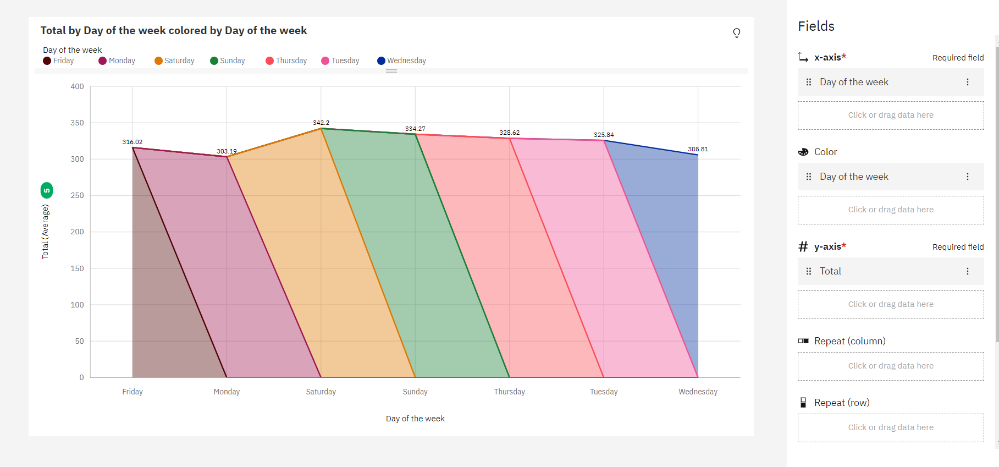 Total by Day of the week colored by Day of the week
Day of the week
Friday Monday Saturday Sunday Thursday Tuesday Wednesday
400
350
300
250
200
150
100
50
0
Total (Average)
5
316.02
303.19
342.2
334.27
328.62
325.84
305.81
Friday Monday Saturday Sunday Thursday Tuesday Wednesday
Day of the week
Fields
x-axis* Required field
Day of the week
Click or drag data here
Color
Day of the week
Click or drag data here
# y-axis* Required field
Total
Click or drag data here
Repeat (column)
Click or drag data here
Repeat (row)
Click or drag data here